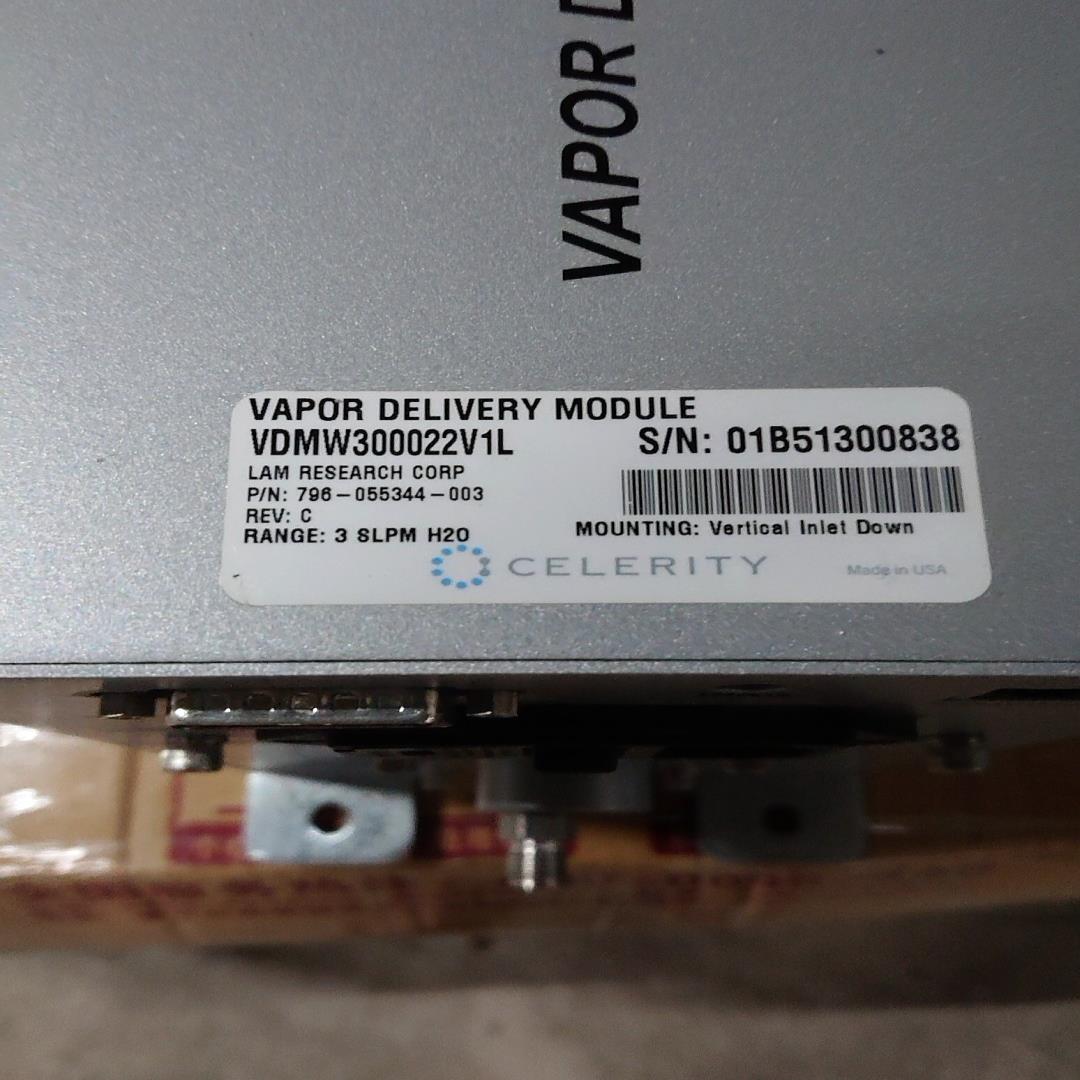 VAPOR D
VAPOR DELIVERY MODULE
VDMW300022V1L
S/N: 01B51300838
LAM RESEARCH CORP
P/N: 796-055344-003
REV: C
RANGE: 3 SLPM H2O
MOUNTING: Vertical Inlet Down
CELERITY
Made in USA